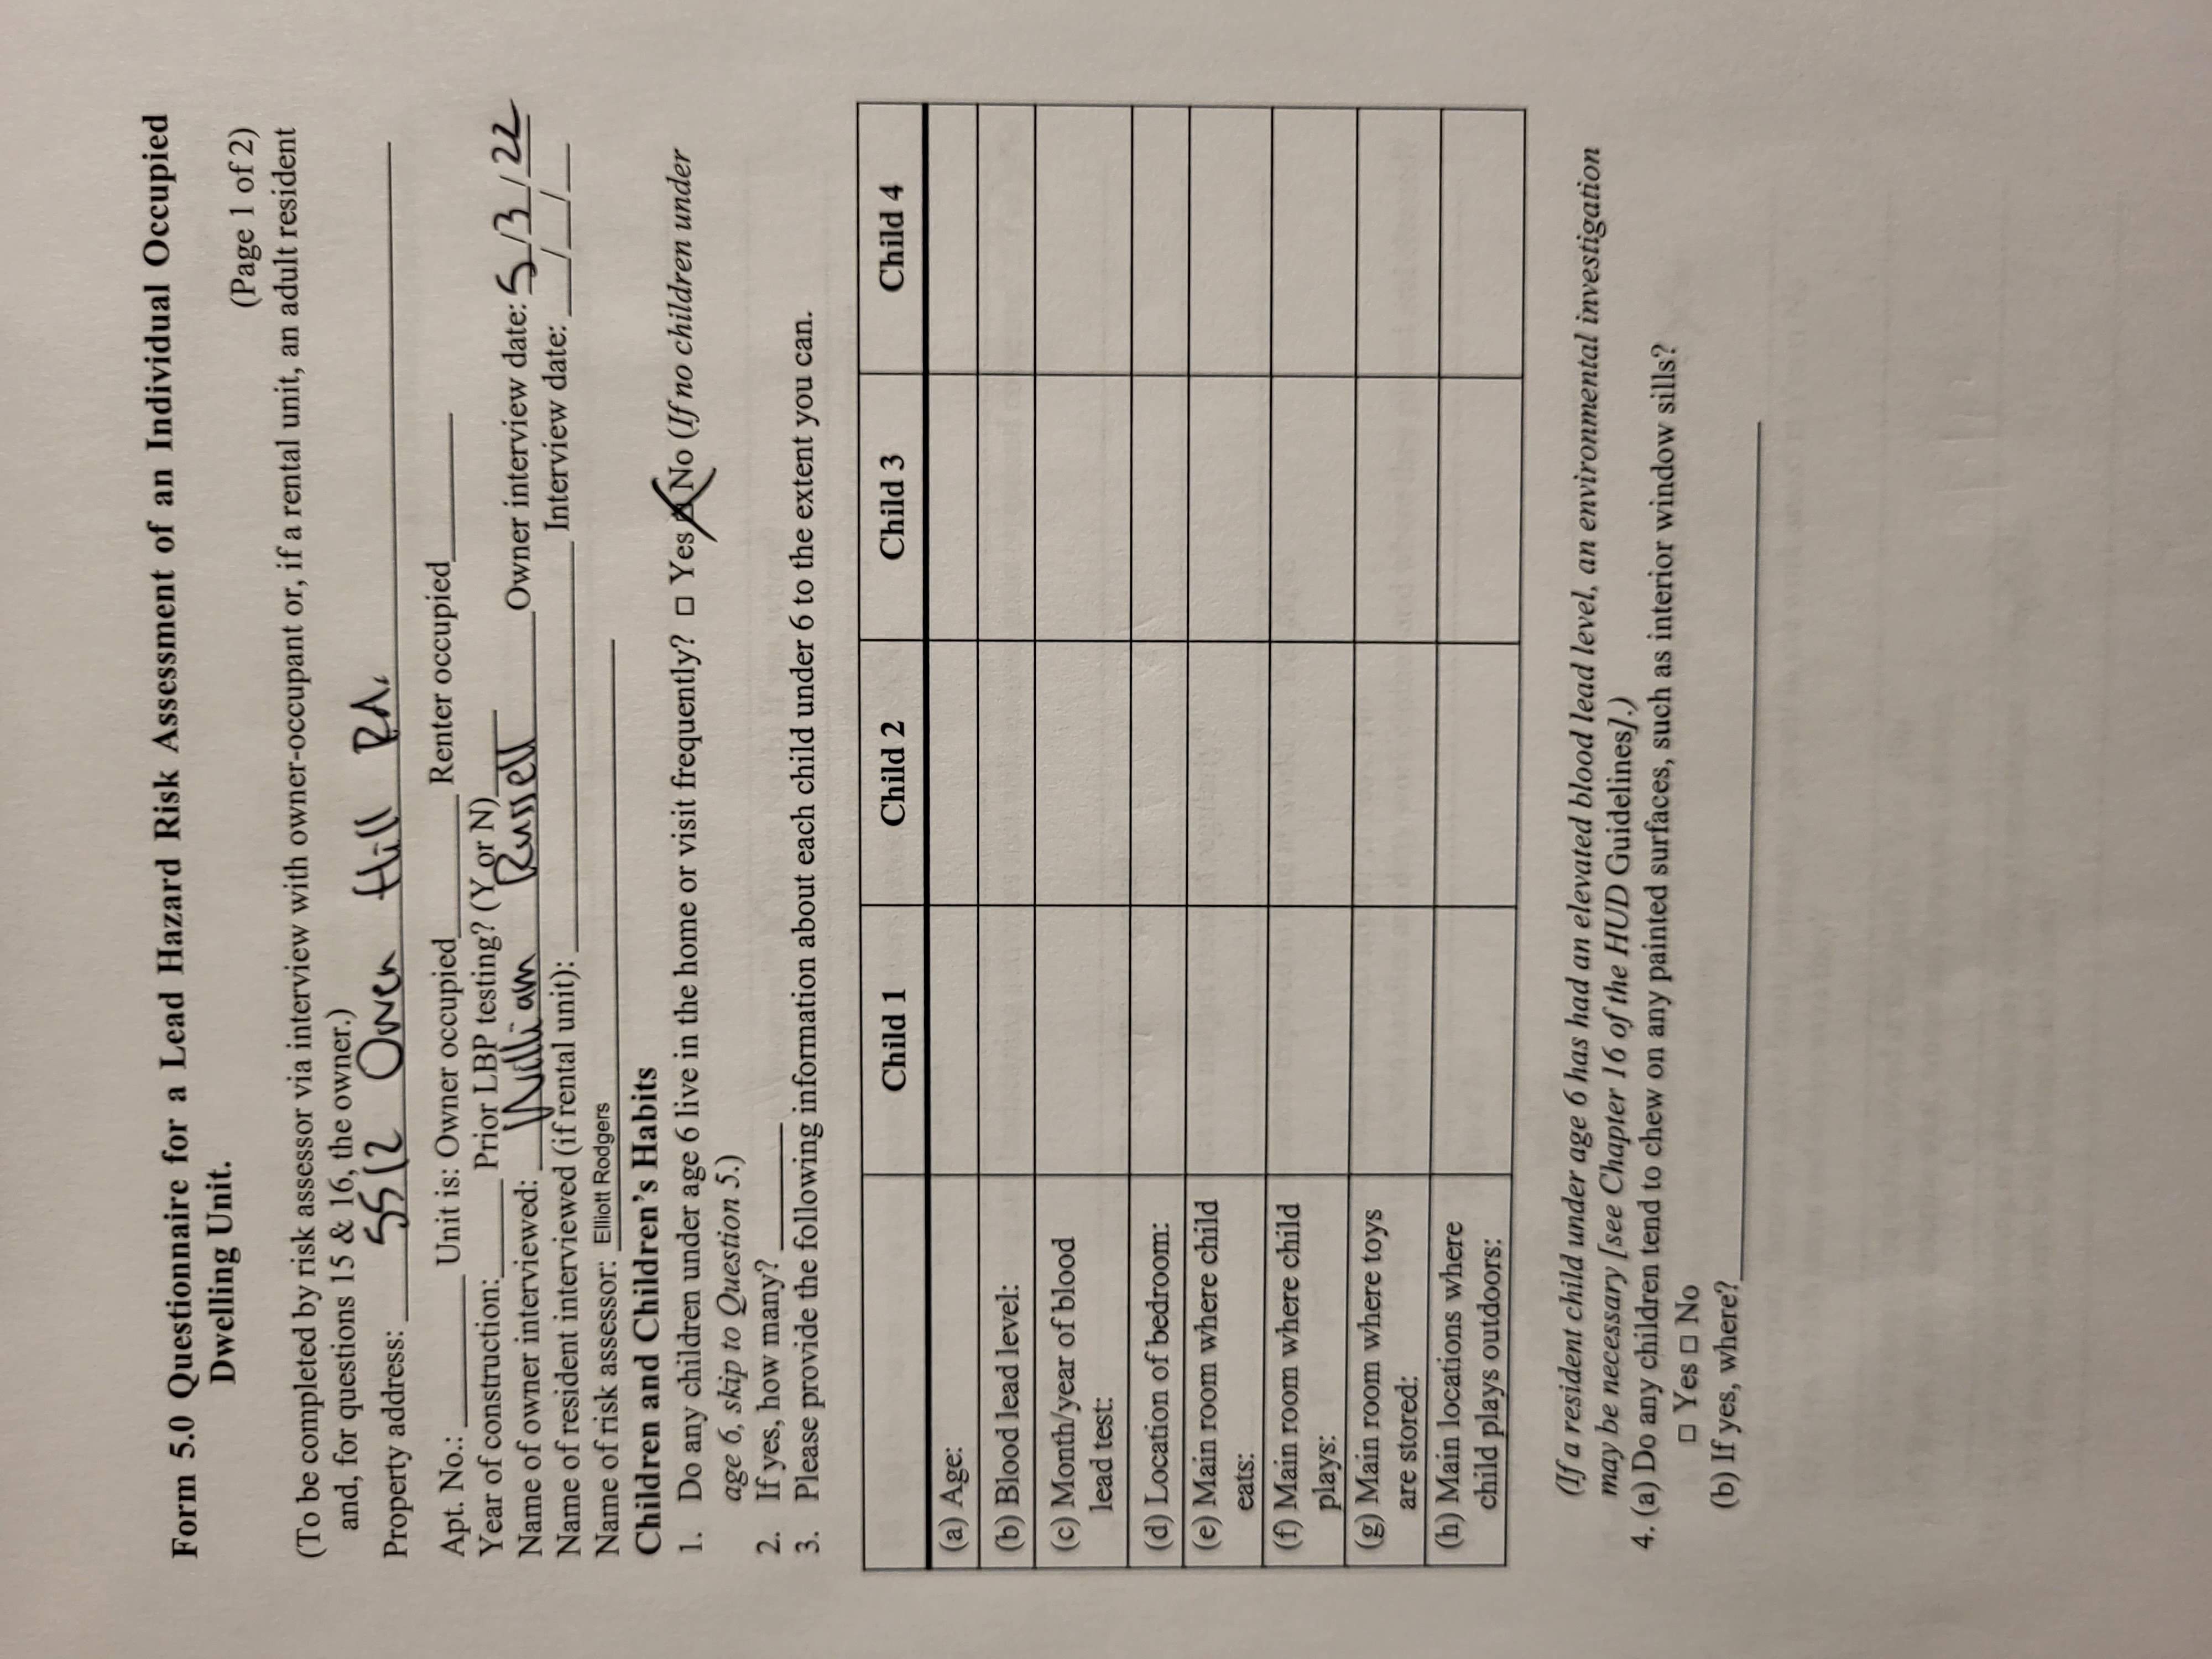 Form 5.0 Questionnaire for a Lead Hazard Risk Assessment of an Individual Occupied
Dwelling Unit.
(Page 1 of 2)
(To be completed by risk assessor via interview with owner-occupant or, if a rental unit, an adult resident
and, for questions 15 & 16, the owner.)
Property address: 5512 Owen Hill Rd.
Apt. No.: ______ Unit is: Owner occupied______ Renter occupied______
Year of construction:______ Prior LBP testing? (Y or N)______
Name of owner interviewed: William Russell Owner interview date: 5/3/22
Name of resident interviewed (if rental unit): ______ Interview date: __/__/__
Name of risk assessor: Elliott Rodgers
Children and Children's Habits
1. Do any children under age 6 live in the home or visit frequently? □ Yes ☒ No (If no children under
age 6, skip to Question 5.)
2. If yes, how many? ______
3. Please provide the following information about each child under 6 to the extent you can.
Child 1 Child 2 Child 3 Child 4
(a) Age:
(b) Blood lead level:
(c) Month/year of blood
lead test:
(d) Location of bedroom:
(e) Main room where child
eats:
(f) Main room where child
plays:
(g) Main room where toys
are stored:
(h) Main locations where
child plays outdoors:
(If a resident child under age 6 has had an elevated blood lead level, an environmental investigation
may be necessary [see Chapter 16 of the HUD Guidelines].)
4. (a) Do any children tend to chew on any painted surfaces, such as interior window sills?
□ Yes □ No
(b) If yes, where?______